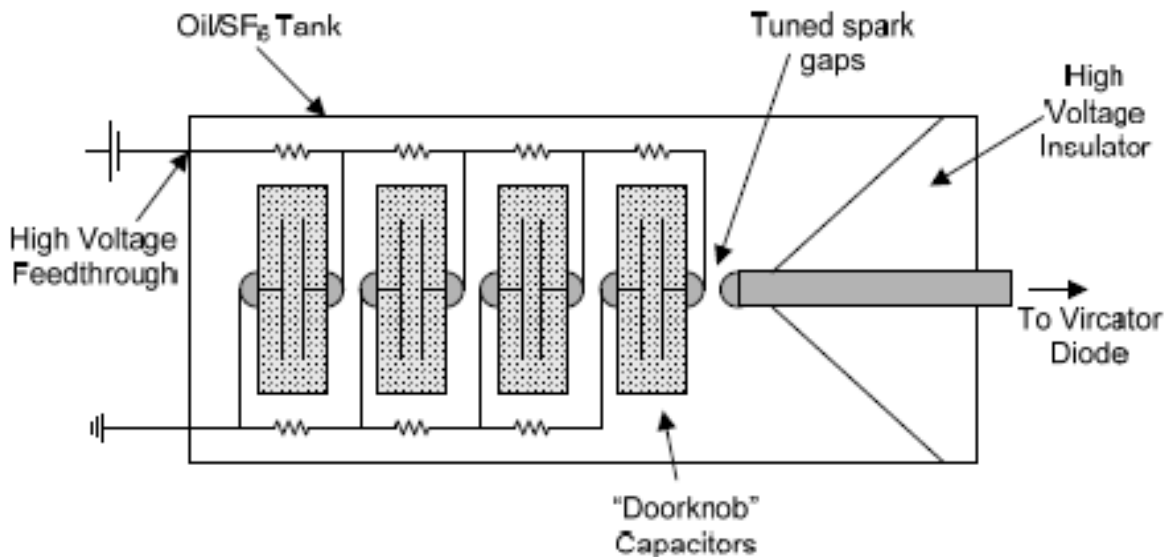 Oil/SF6 Tank
Tuned spark
gaps
High
Voltage
Insulator
High Voltage
Feedthrough
To Vircator
Diode
“Doorknob”
Capacitors